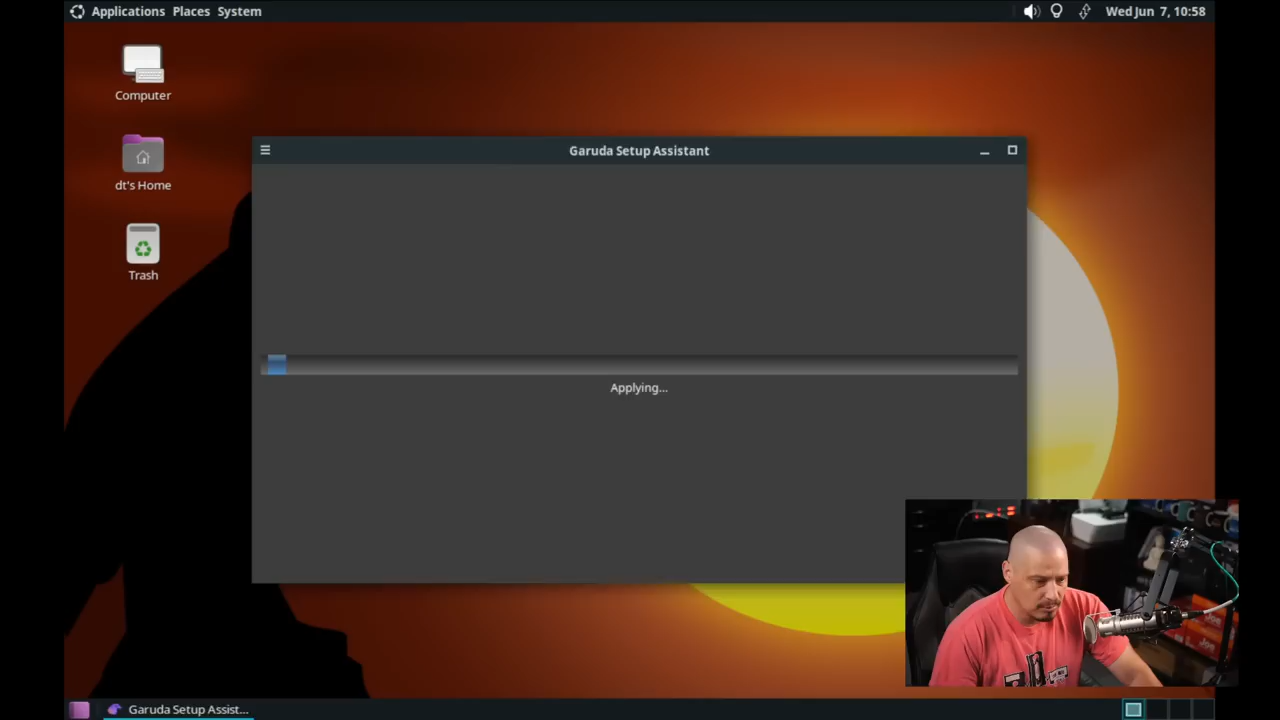 Applications Places System
Wed Jun 7, 10:58
Computer
dt's Home
Trash
Garuda Setup Assistant
Applying...
Garuda Setup Assist...